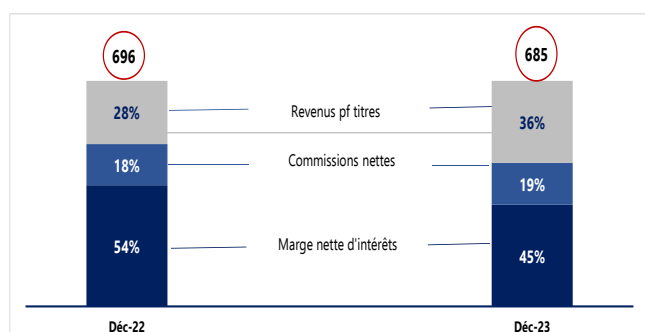 696
685
28%
Revenus pf titres
36%
18%
Commissions nettes
19%
54%
Marge nette d'intérêts
45%
Déc-22
Déc-23